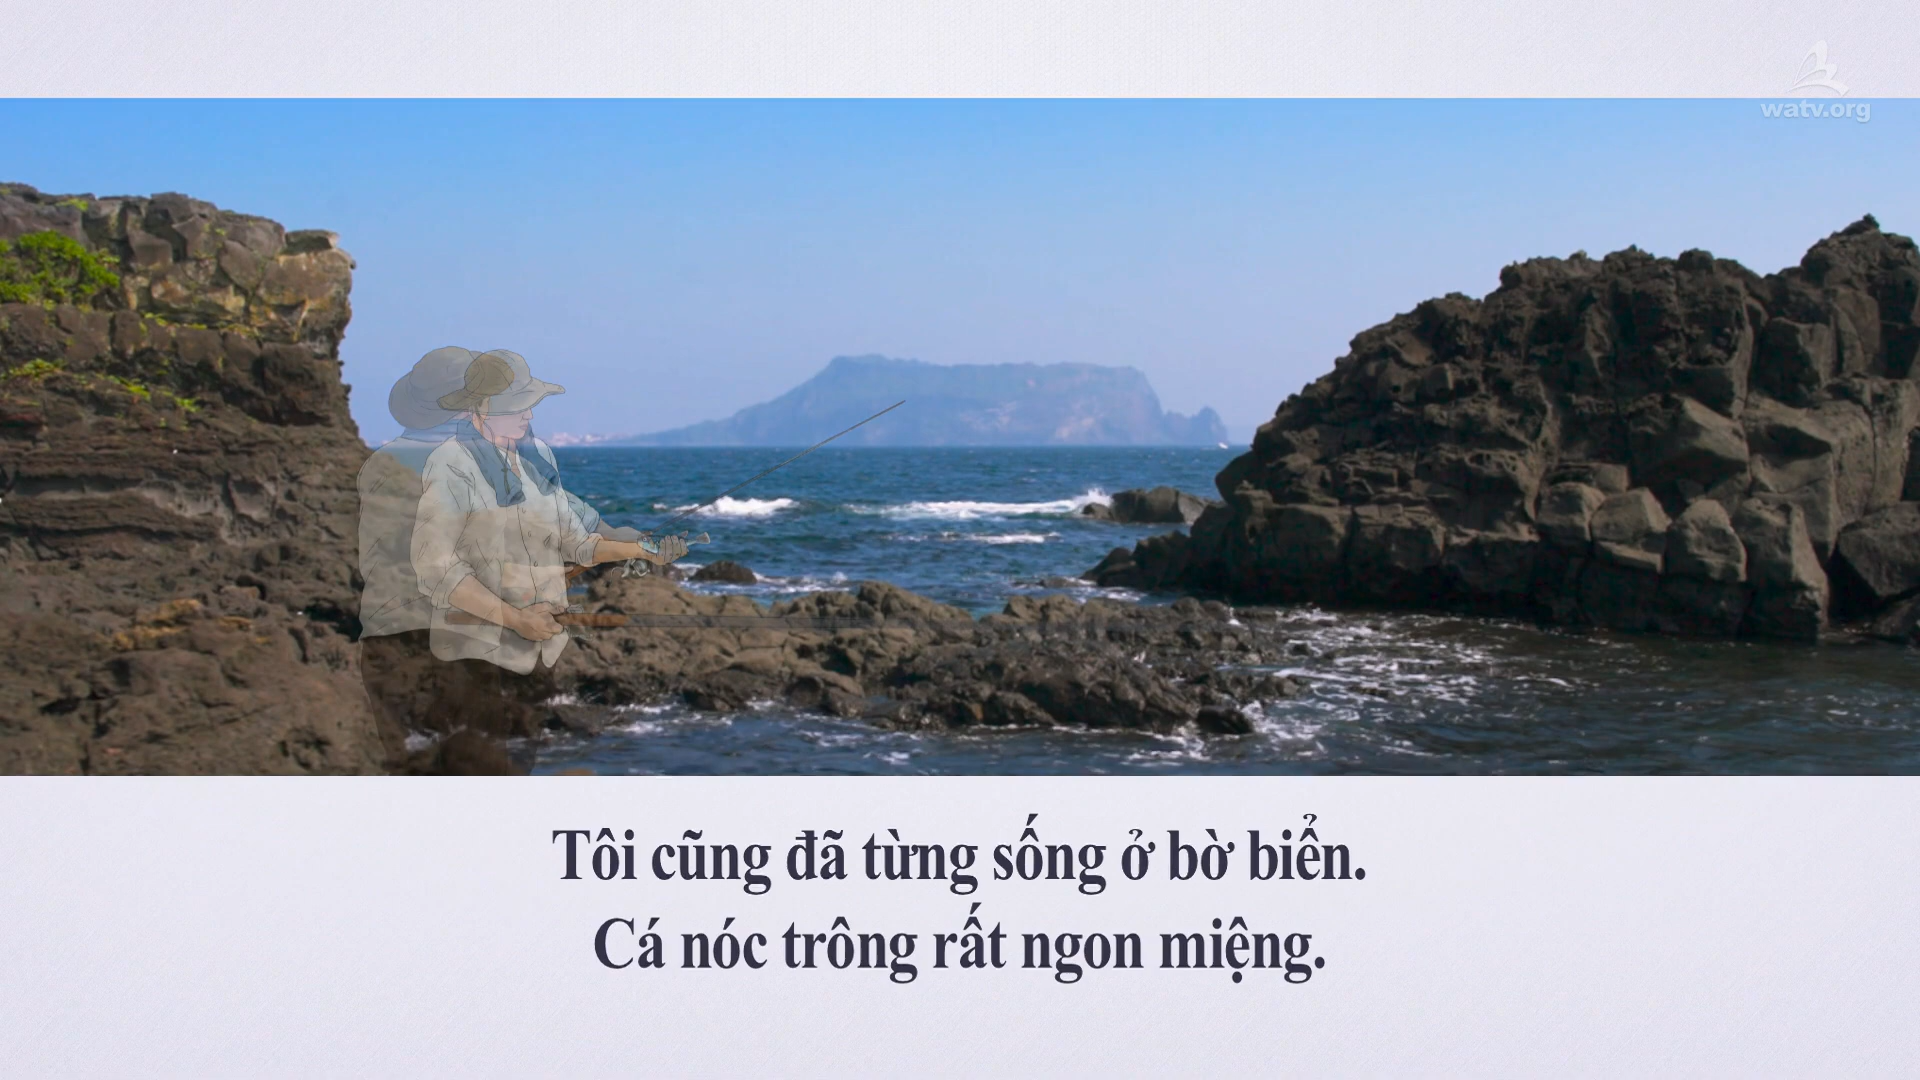 watv.org
Tôi cũng đã từng sống ở bờ biển.
Cá nóc trông rất ngon miệng.